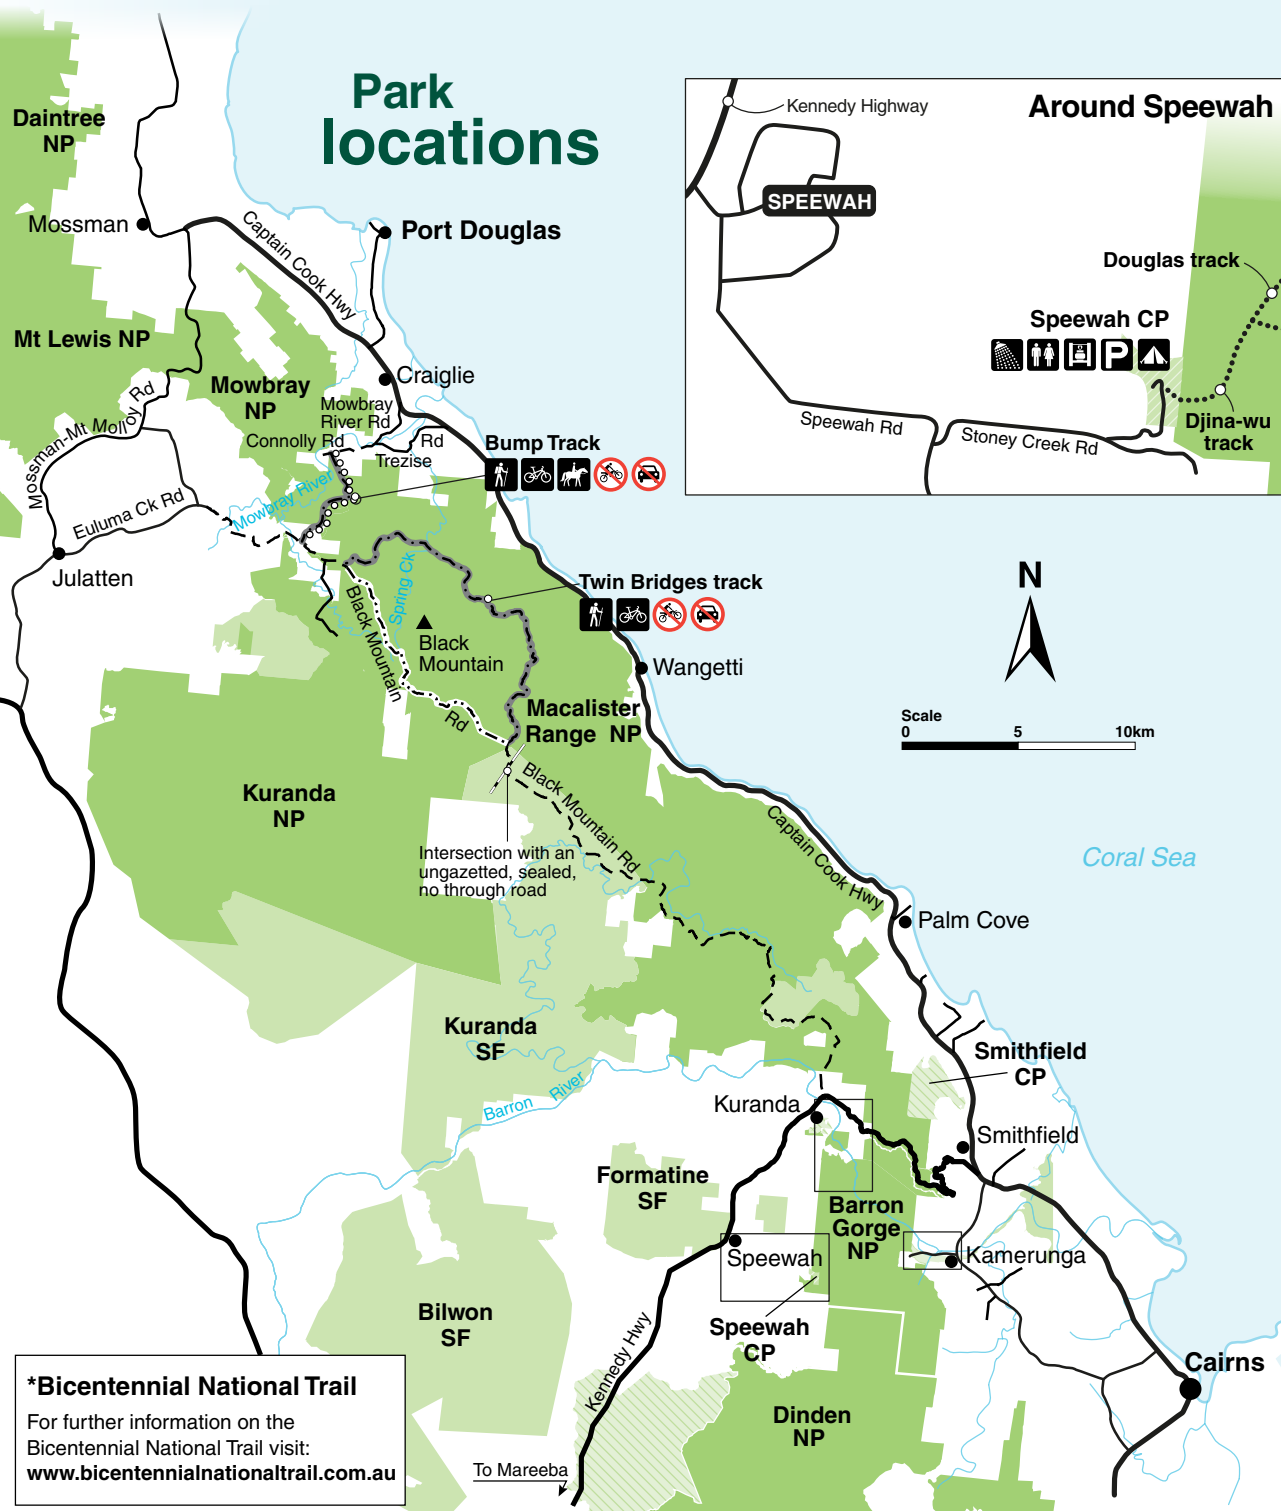 Park
locations
Daintree
NP
Mossman
Captain Cook Hwy
Port Douglas
Mt Lewis NP
Mowbray
NP
Craiglie
Mowbray
River Rd
Connolly Rd
Rd
Trezise
Mossman-Mt Molloy Rd
Mowbray River
Euluma Ck Rd
Julatten
Bump Track
Twin Bridges track
Spring Ck
Black Mountain
Rd
Black
Mountain
Wangetti
Macalister
Range NP
Kuranda
NP
Black Mountain Rd
Intersection with an
ungazetted, sealed,
no through road
Captain Cook Hwy
Palm Cove
Coral Sea
N
Scale
0 5 10km
Kuranda
SF
Barron River
Smithfield
CP
Kuranda
Smithfield
Formatine
SF
Barron
Gorge
NP
Speewah
Kamerunga
Bilwon
SF
Speewah
CP
Kennedy Hwy
Cairns
Dinden
NP
To Mareeba
Around Speewah
Kennedy Highway
SPEEWAH
Douglas track
Speewah CP
P
Djina-wu
track
Speewah Rd
Stoney Creek Rd
*Bicentennial National Trail
For further information on the
Bicentennial National Trail visit:
www.bicentennialnationaltrail.com.au